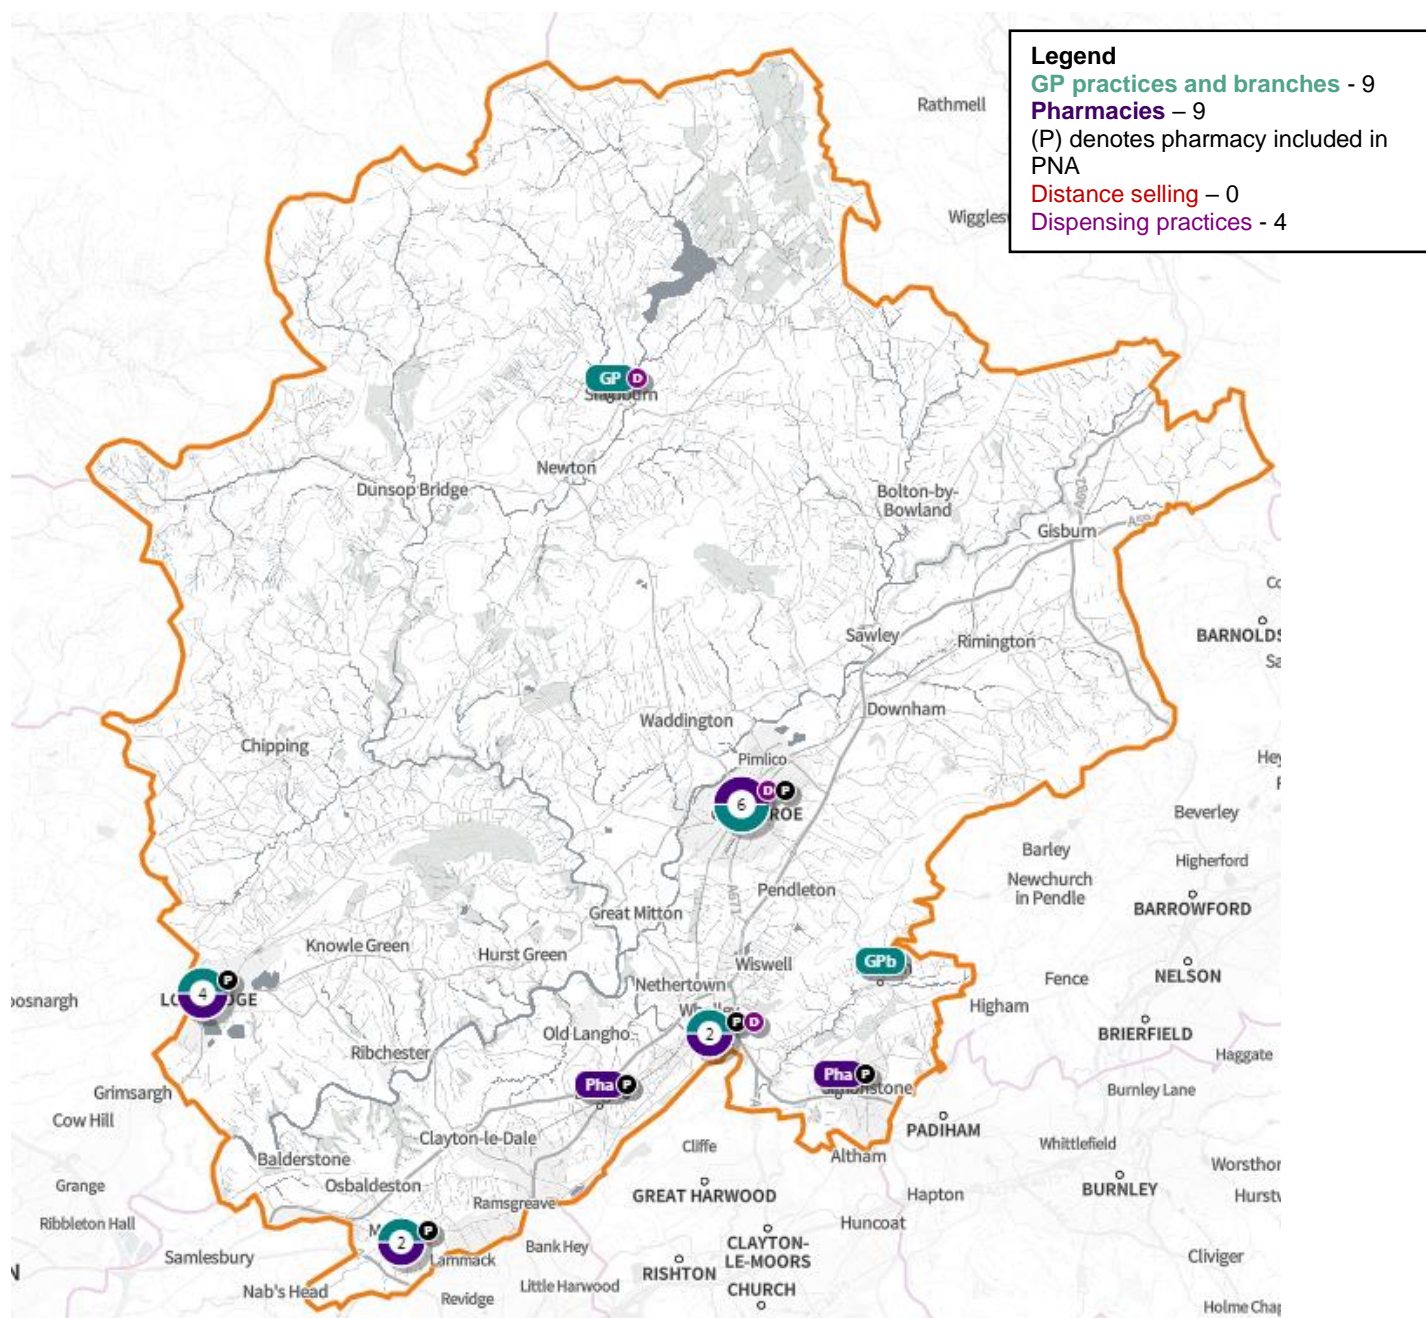 Legend
GP practices and branches - 9
Pharmacies – 9
(P) denotes pharmacy included in
PNA
Distance selling – 0
Dispensing practices - 4
Rathmell
GP D
Newton
Dunsop Bridge
Bolton-by-
Bowland
A682
Gisburn
Sawley
Rimington
Waddington
Downham
Chipping
Pimlico
6 D P
Beverley
Barley
Higherford
Newchurch
in Pendle
Pendleton
A671
BARROWFORD
Great Mitton
Knowle Green
Hurst Green
GPb
Wiswell
Fence
NELSON
Nethertown
4 P
Higham
2 P D
Old Langho
BRIERFIELD
Haggate
Ribchester
Pha P
Pha P
Grimsargh
Burnley Lane
Cow Hill
PADIHAM
Clayton-le-Dale
Cliffe
Whittlefield
Altham
Balderstone
Grange
Osbaldeston
GREAT HARWOOD
Hapton
BURNLEY
Ramsgreave
Ribbleton Hall
Huncoat
2 P
Samlesbury
Lammack
Bank Hey
CLAYTON-
LE-MOORS
Cliviger
RISHTON
Nab's Head
Little Harwood
CHURCH
Revidge